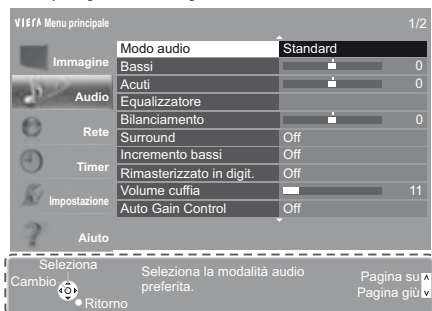 VIErA Menu principale 1/2
Immagine
Audio
Rete
Timer
Impostazione
Aiuto
Modo audio Standard
Bassi 0
Acuti 0
Equalizzatore
Bilanciamento 0
Surround Off
Incremento bassi Off
Rimasterizzato in digit. Off
Volume cuffia 11
Auto Gain Control Off
Seleziona
Cambio
Ritorno
Seleziona la modalità audio
preferita.
Pagina su
Pagina giù